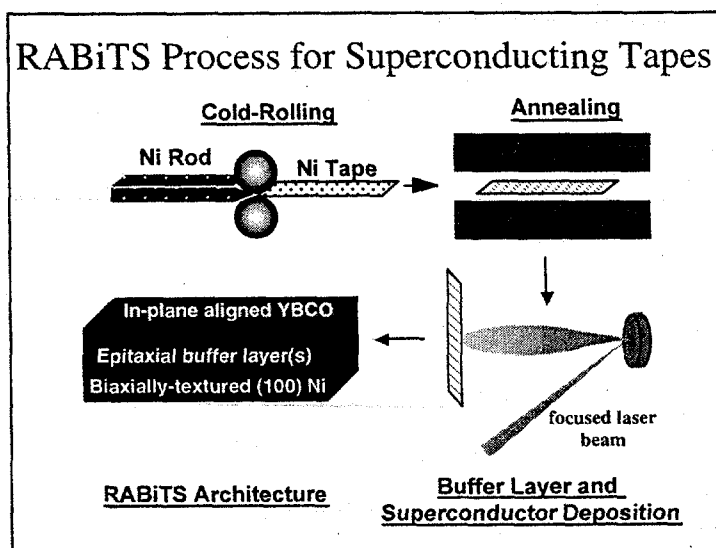 RABiTS Process for Superconducting Tapes
Cold-Rolling
Annealing
Ni Rod
Ni Tape
In-plane aligned YBCO
Epitaxial buffer layer(s)
Biaxially-textured (100) Ni
focused laser
beam
RABiTS Architecture
Buffer Layer and
Superconductor Deposition